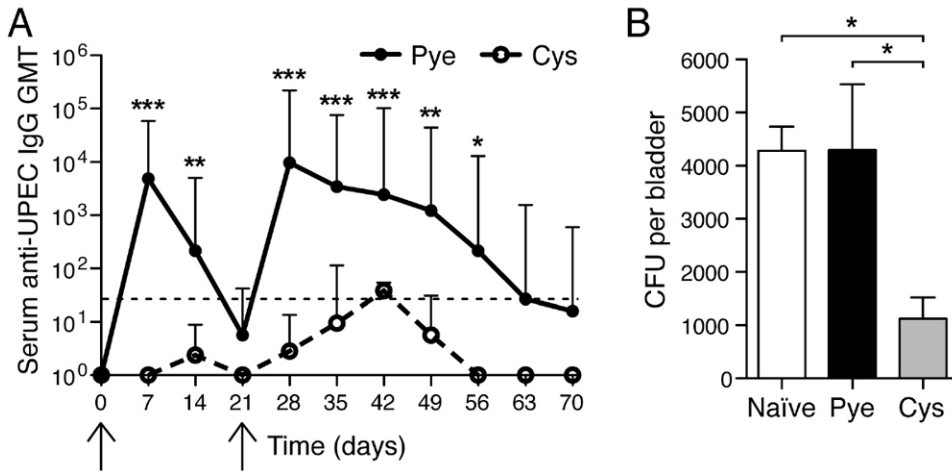 A
Serum anti-UPEC IgG GMT
10⁶
10⁵
10⁴
10³
10²
10¹
10⁰
Pye
Cys
***
**
***
***
***
**
*
0 7 14 21 28 35 42 49 56 63 70
Time (days)
B
CFU per bladder
6000
5000
4000
3000
2000
1000
0
*
*
Naïve Pye Cys